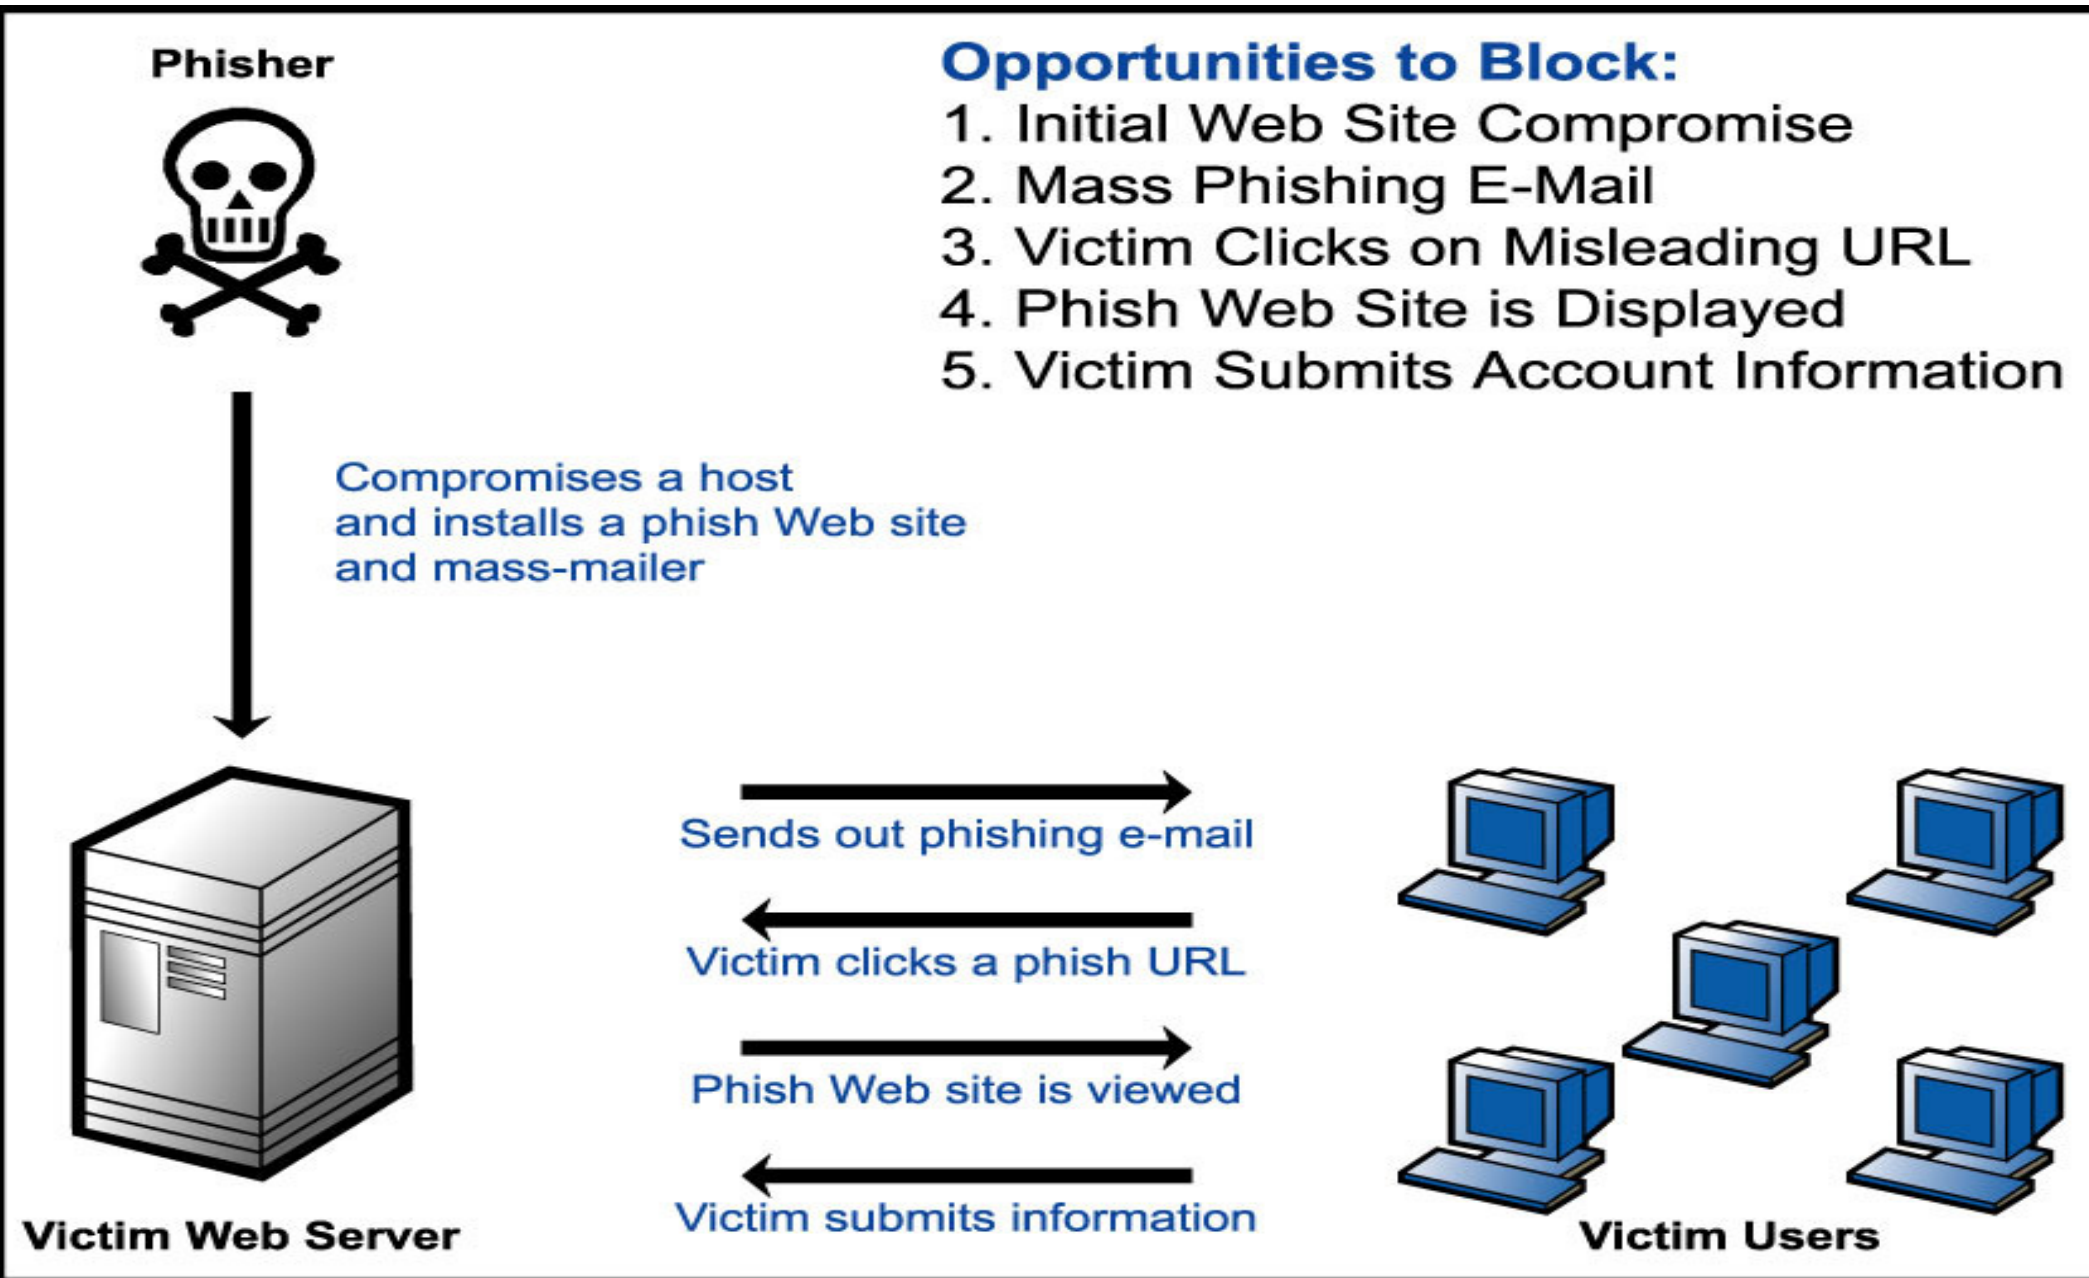 Phisher
Opportunities to Block:
1. Initial Web Site Compromise
2. Mass Phishing E-Mail
3. Victim Clicks on Misleading URL
4. Phish Web Site is Displayed
5. Victim Submits Account Information
Compromises a host
and installs a phish Web site
and mass-mailer
Sends out phishing e-mail
Victim clicks a phish URL
Phish Web site is viewed
Victim submits information
Victim Web Server
Victim Users